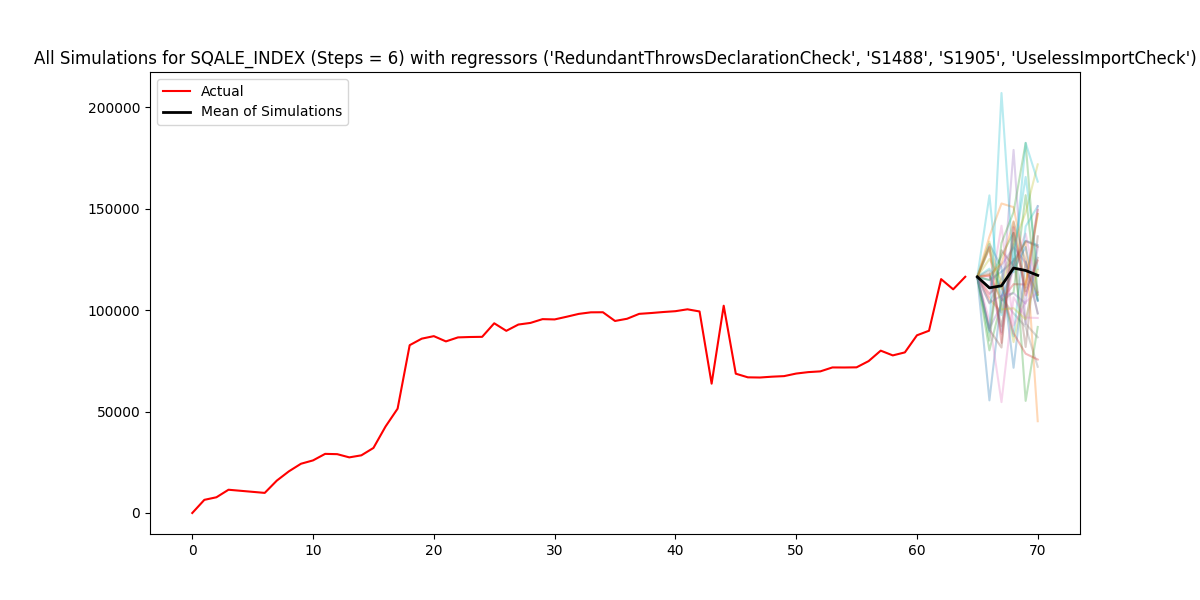 All Simulations for SQALE_INDEX (Steps = 6) with regressors ('RedundantThrowsDeclarationCheck', 'S1488', 'S1905', 'UselessImportCheck')
Actual
Mean of Simulations
200000
150000
100000
50000
0
0 10 20 30 40 50 60 70